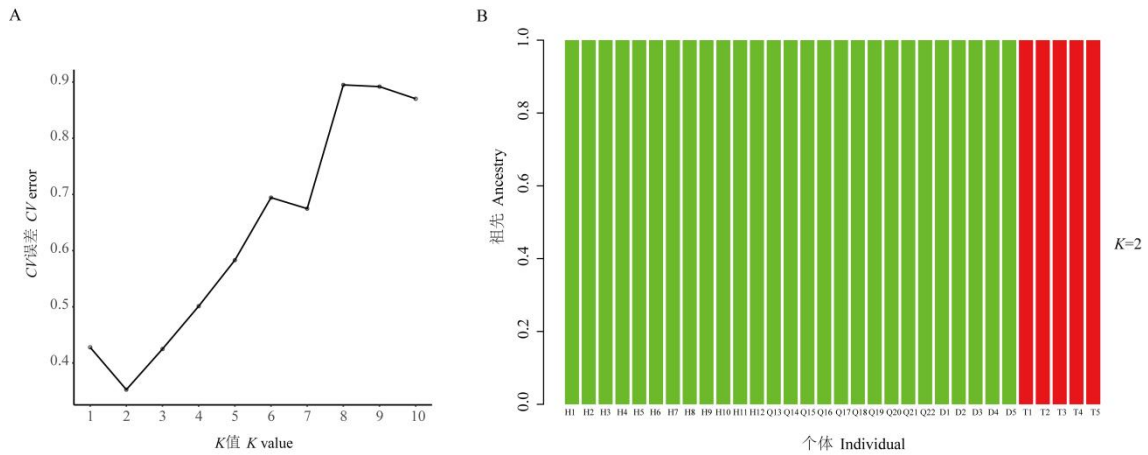 A
B
CV误差 CV error
0.9
0.8
0.7
0.6
0.5
0.4
1 2 3 4 5 6 7 8 9 10
K值 K value
祖先 Ancestry
1.0
0.8
0.6
0.4
0.2
0.0
H1 H2 H3 H4 H5 H6 H7 H8 H9 H10 H11 H12 Q13 Q14 Q15 Q16 Q17 Q18 Q19 Q20 Q21 Q22 D1 D2 D3 D4 D5 T1 T2 T3 T4 T5
个体 Individual
K=2